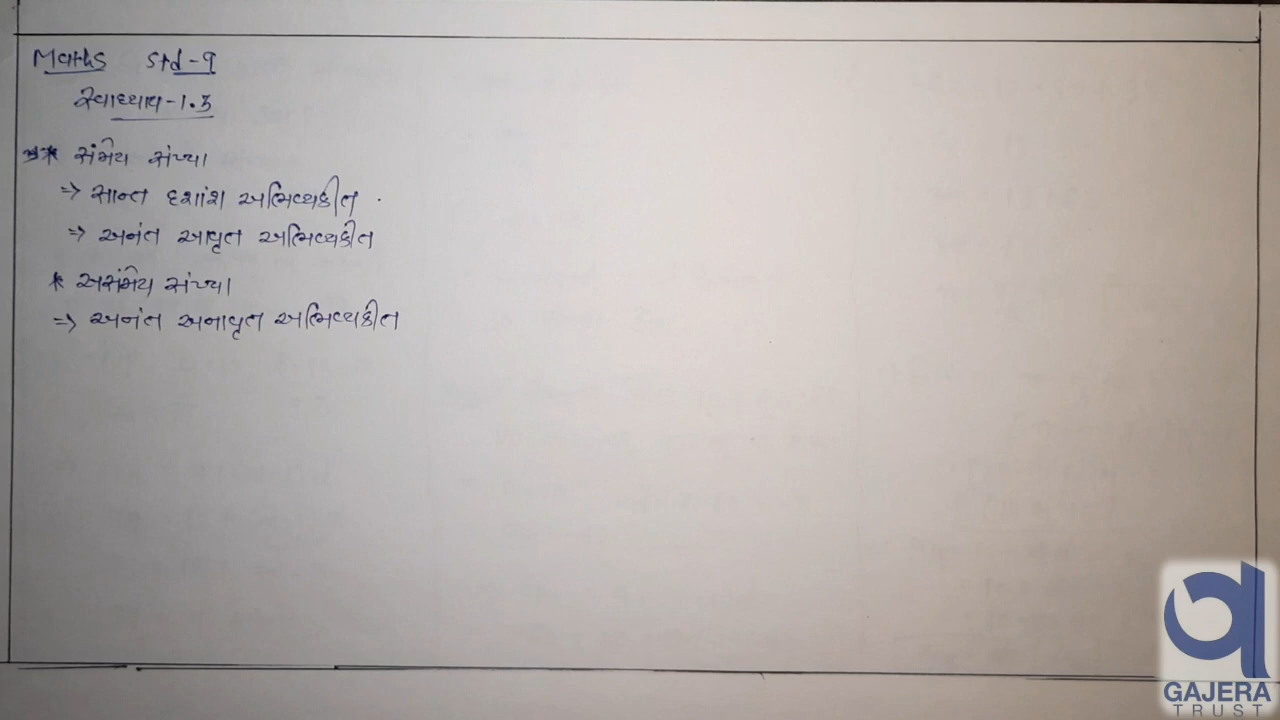 Maths Std-9
સ્વાધ્યાય-1.3
* સંમેય સંખ્યા
=> સાન્ત દશાંશ અભિવ્યકીત .
=> અનંત આવૃત અભિવ્યકીત
* અસંમેય સંખ્યા
=> અનંત અનાવૃત અભિવ્યકીત
GAJERA
TRUST